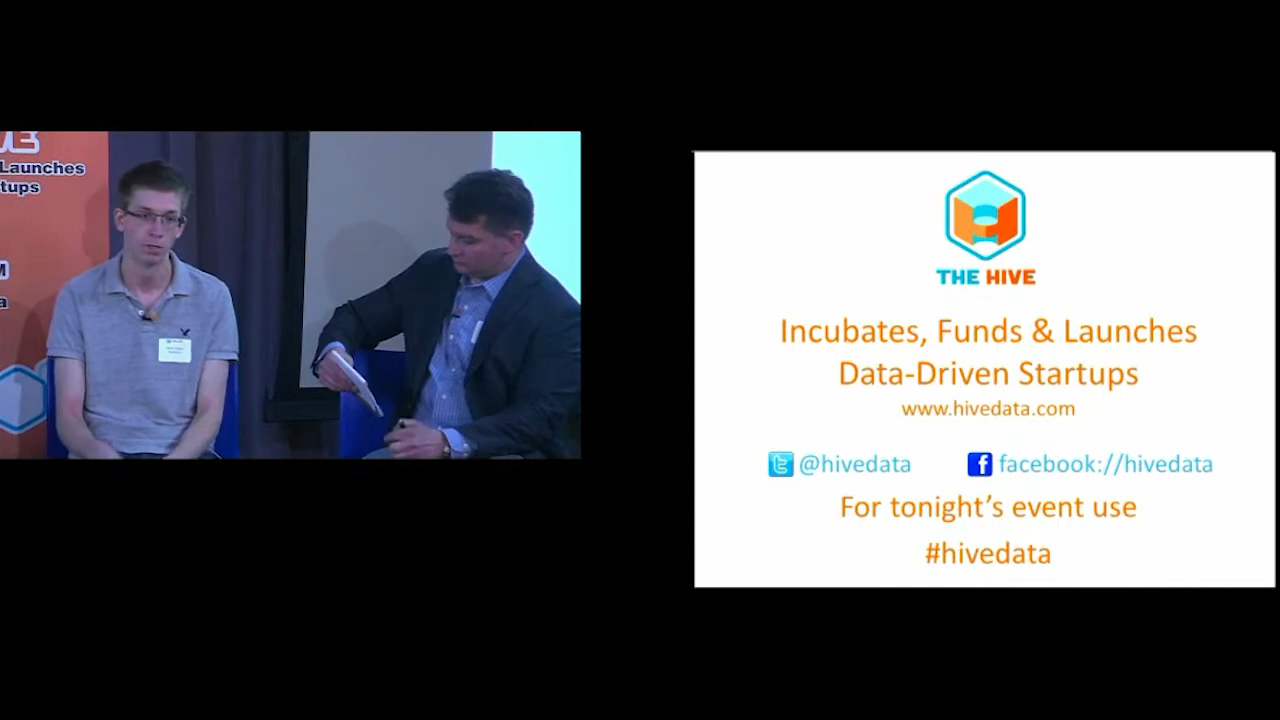 Launches
tups
M
a
THE HIVE
Incubates, Funds & Launches
Data-Driven Startups
www.hivedata.com
@hivedata
facebook://hivedata
For tonight's event use
#hivedata